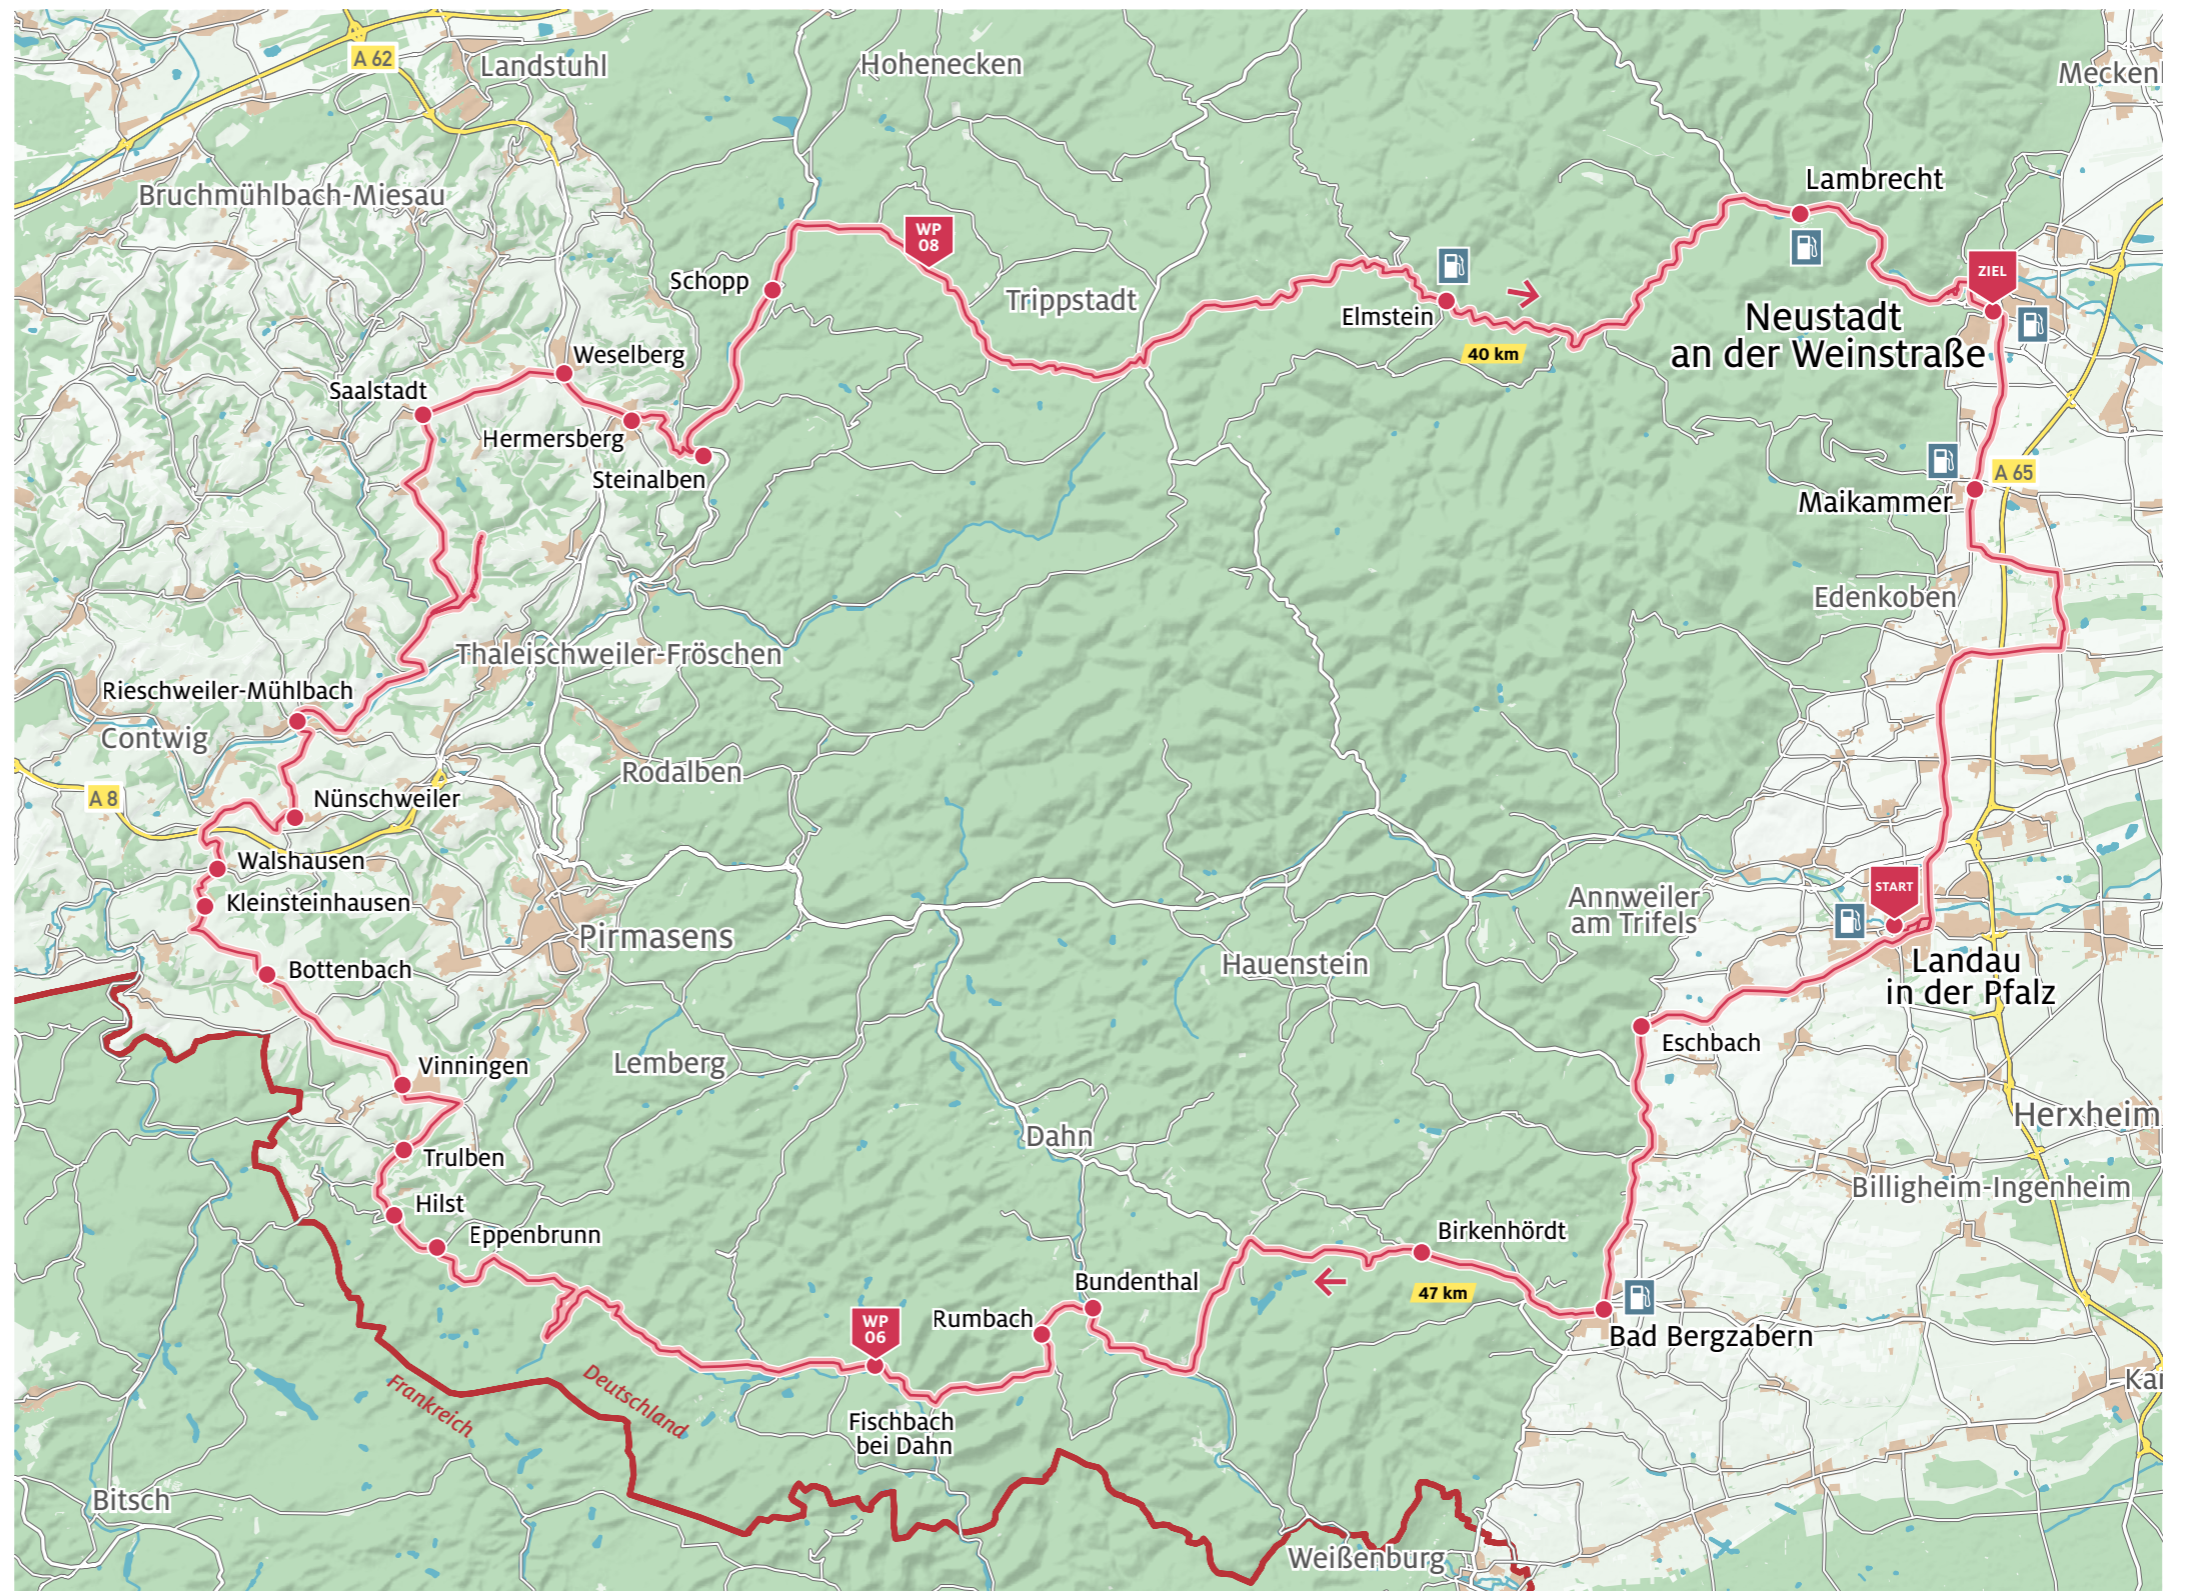 A 62
Landstuhl
Hohenecken
Bruchmühlbach-Miesau
Lambrecht
WP
08
Schopp
Trippstadt
ZIEL
Elmstein
Neustadt
an der Weinstraße
40 km
Weselberg
Saalstadt
Hermersberg
Steinalben
A 65
Maikammer
Edenkoben
Thaleischweiler-Fröschen
Rieschweiler-Mühlbach
Contwig
Rodalben
A 8
Nünschweiler
Walshausen
Kleinsteinhausen
START
Annweiler
am Trifels
Pirmasens
Hauenstein
Landau
in der Pfalz
Bottenbach
Eschbach
Vinningen
Lemberg
Herxheim
Dahn
Trulben
Billigheim-Ingenheim
Hilst
Eppenbrunn
Birkenhördt
Bundenthal
47 km
Rumbach
WP
06
Bad Bergzabern
Frankreich
Deutschland
Fischbach
bei Dahn
Bitsch
Weißenburg